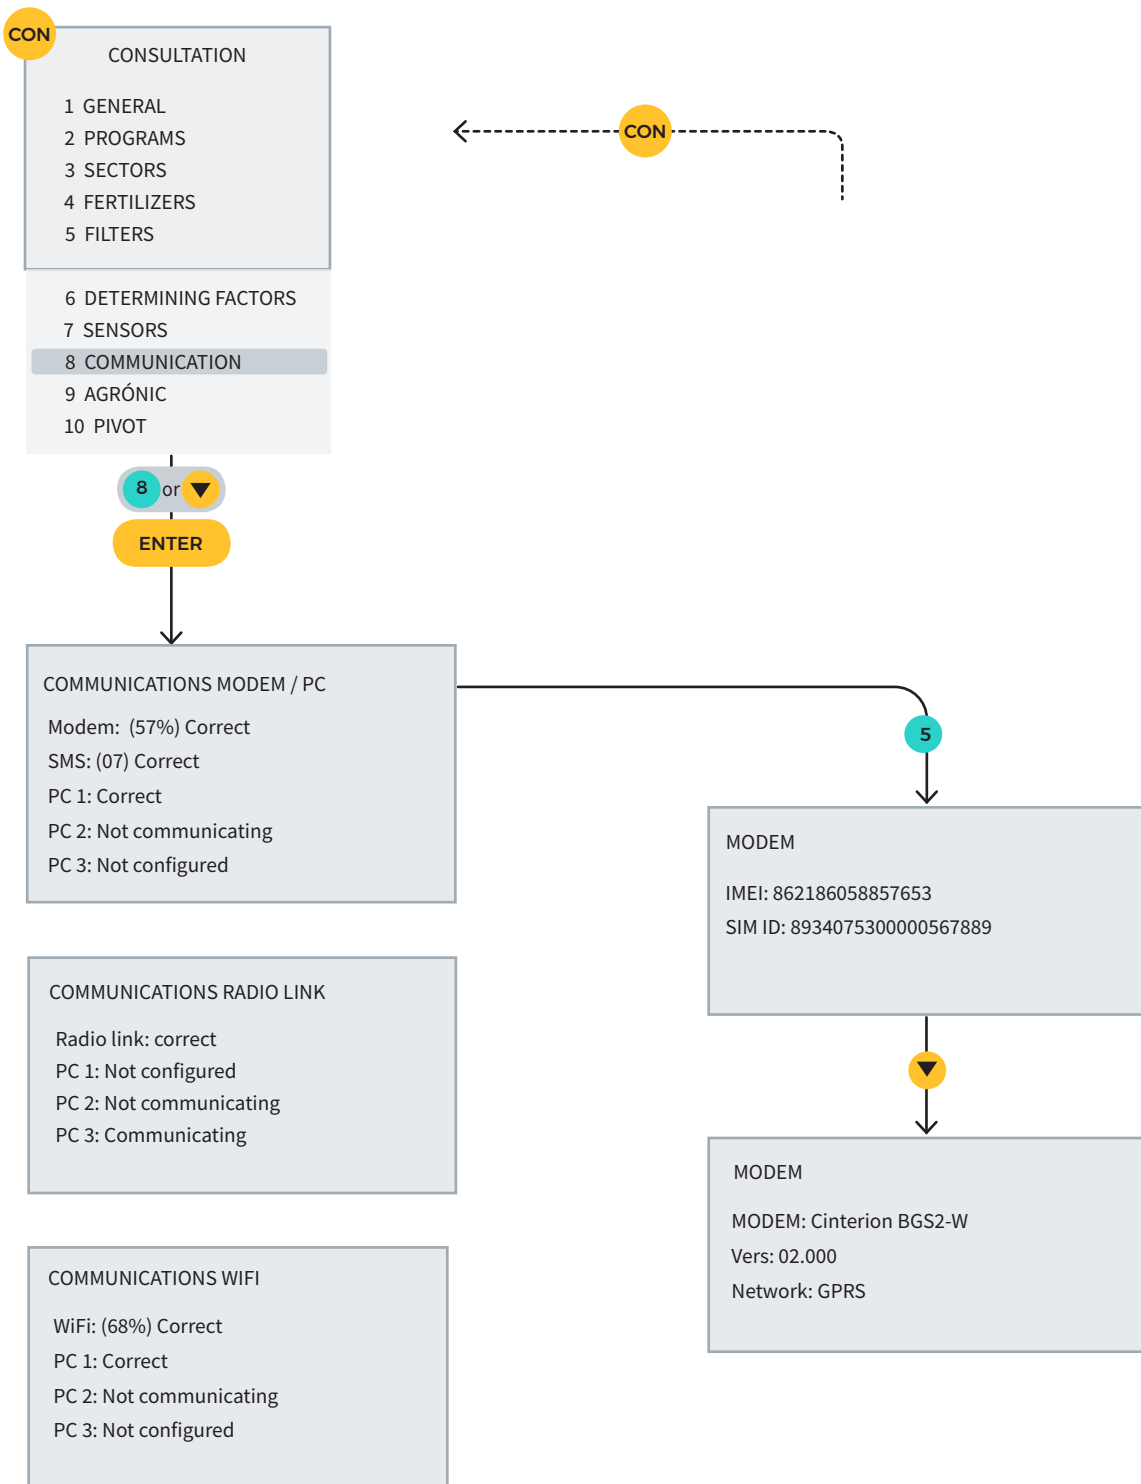 CON
CONSULTATION
1 GENERAL
2 PROGRAMS
3 SECTORS
4 FERTILIZERS
5 FILTERS
6 DETERMINING FACTORS
7 SENSORS
8 COMMUNICATION
9 AGRÓNIC
10 PIVOT
CON
8 or
ENTER
COMMUNICATIONS MODEM / PC
Modem: (57%) Correct
SMS: (07) Correct
PC 1: Correct
PC 2: Not communicating
PC 3: Not configured
5
MODEM
IMEI: 862186058857653
SIM ID: 8934075300000567889
COMMUNICATIONS RADIO LINK
Radio link: correct
PC 1: Not configured
PC 2: Not communicating
PC 3: Communicating
MODEM
MODEM: Cinterion BGS2-W
Vers: 02.000
Network: GPRS
COMMUNICATIONS WIFI
WiFi: (68%) Correct
PC 1: Correct
PC 2: Not communicating
PC 3: Not configured